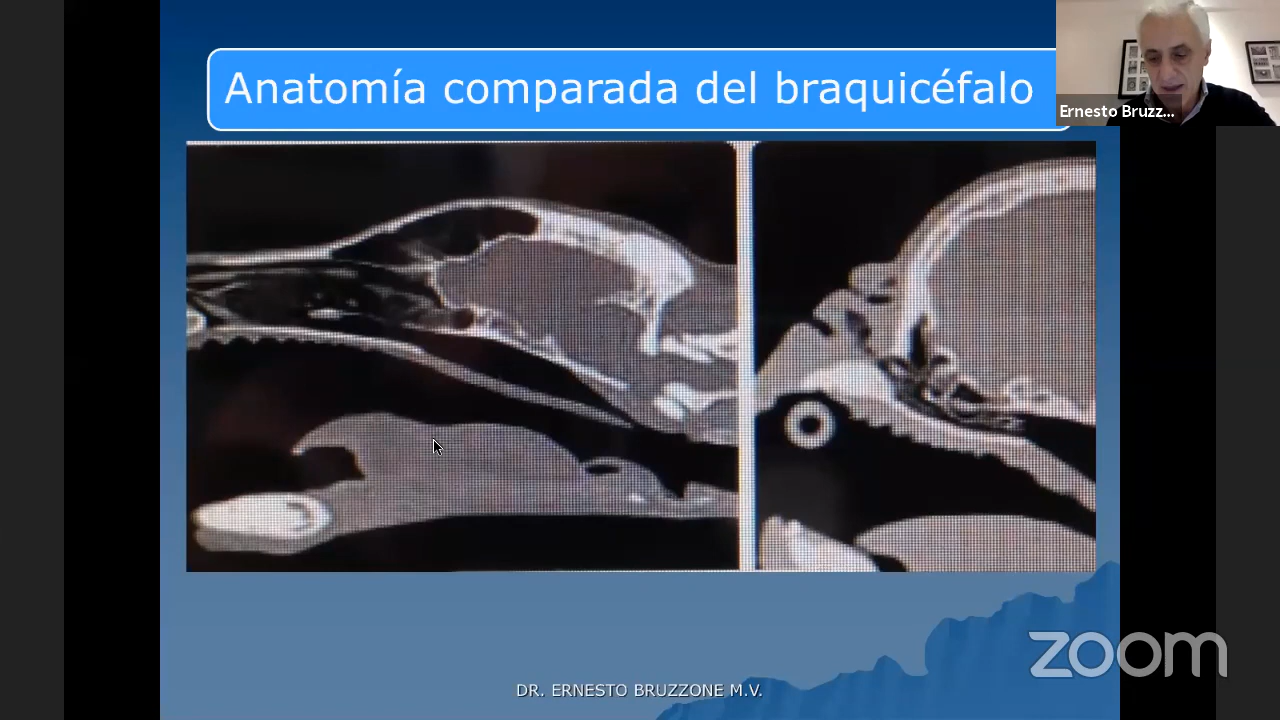 Anatomía comparada del braquicéfalo
Ernesto Bruzz...
DR. ERNESTO BRUZZONE M.V.
zoom